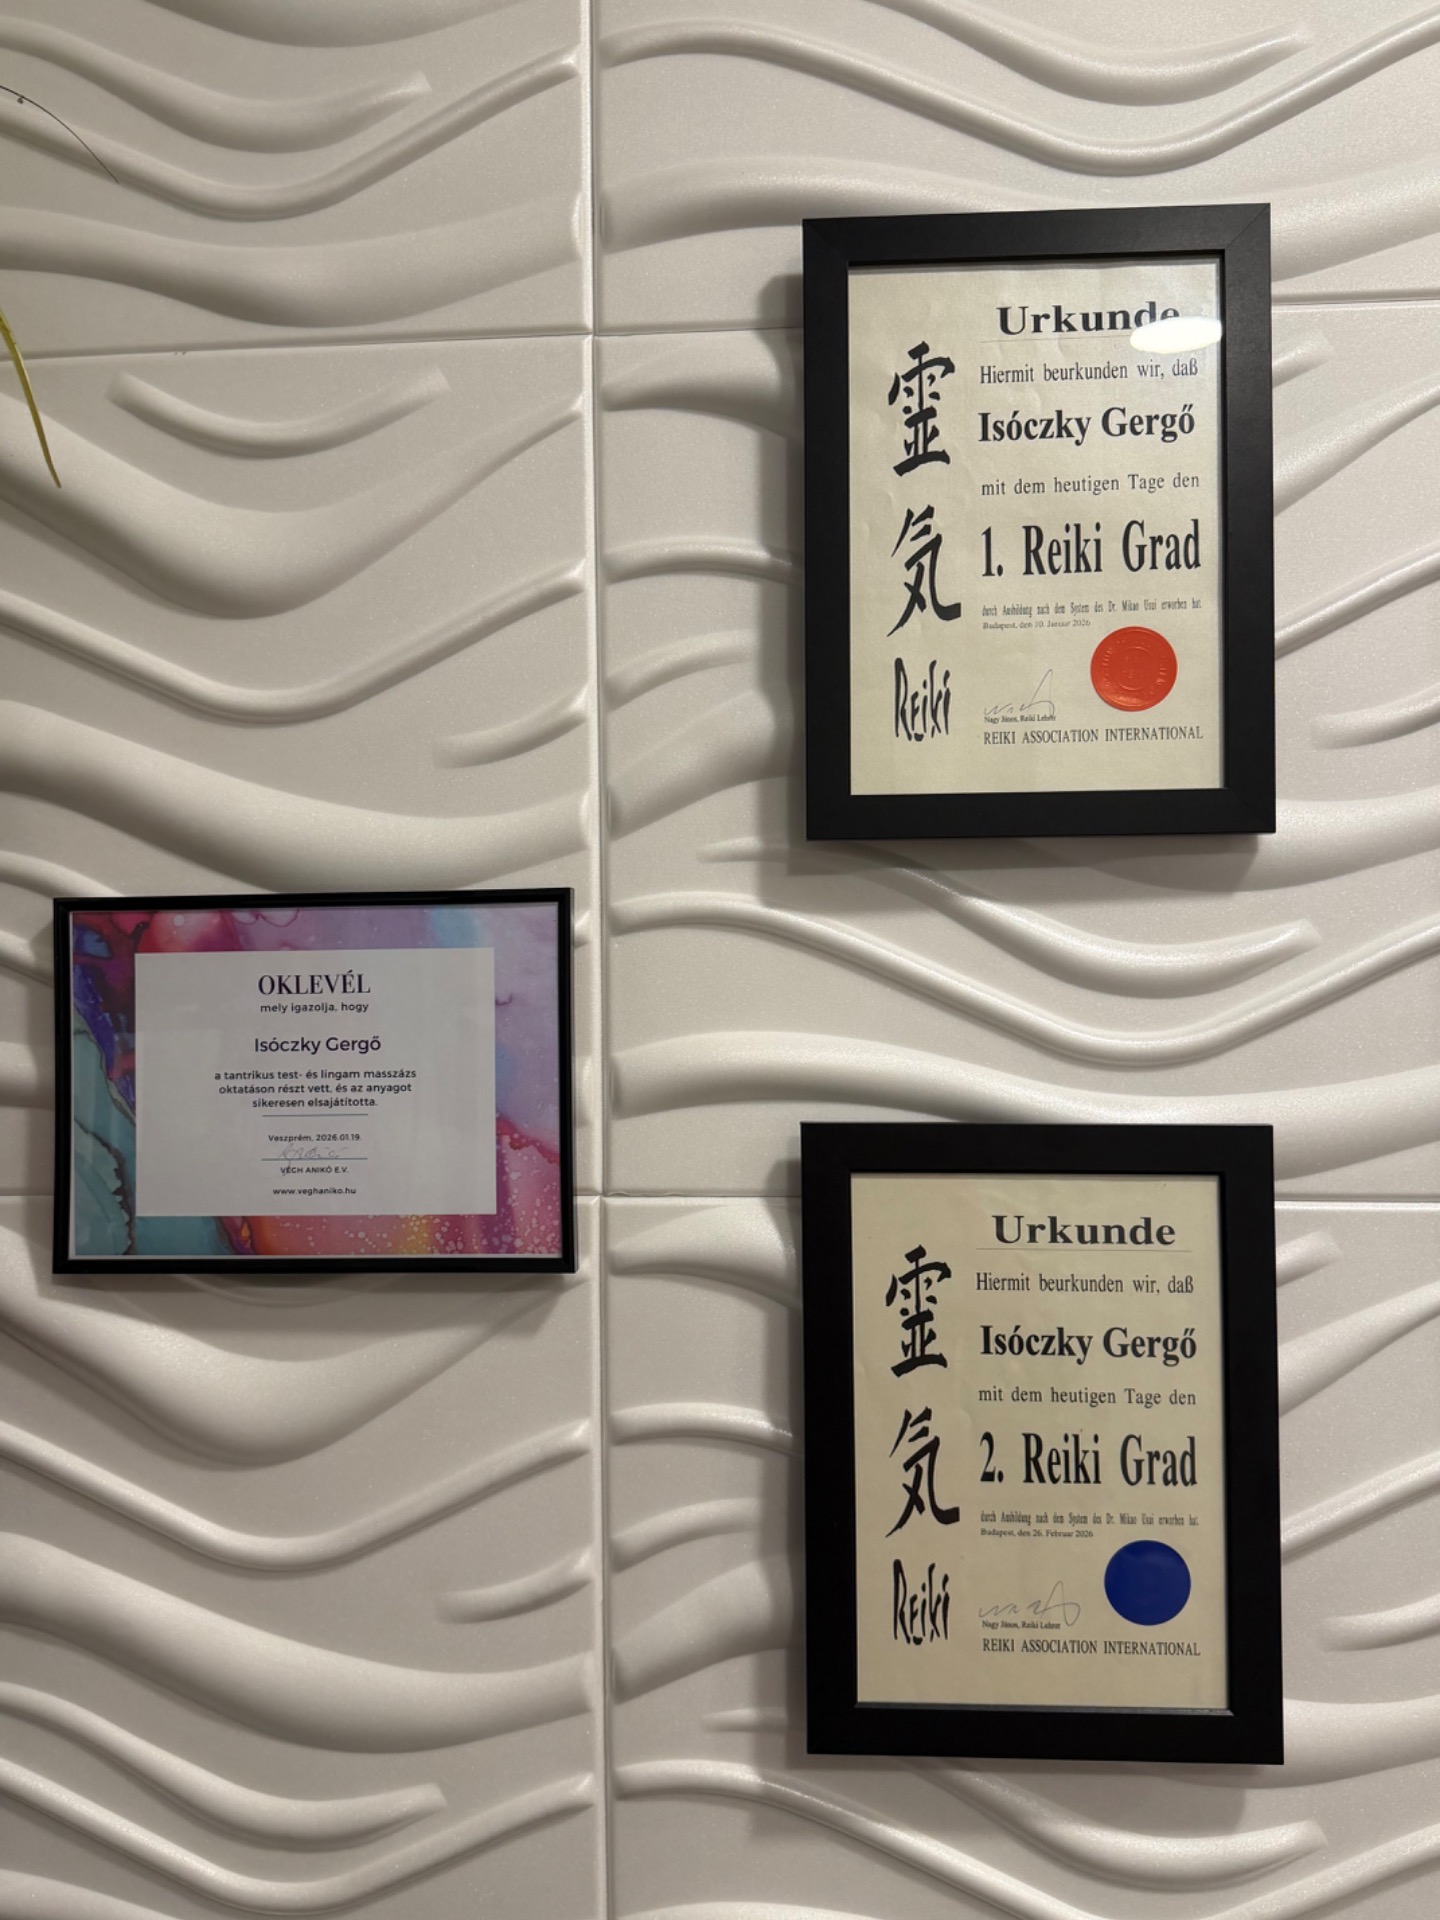 Urkunde
Hiermit beurkunden wir, daß
Isóczky Gergő
mit dem heutigen Tage den
1. Reiki Grad
durch Ausbildung nach dem System des Dr. Mikao Usui erworben hat.
Budapest, den 10. Januar 2026
Nagy János, Reiki Lehrer
REIKI ASSOCIATION INTERNATIONAL
靈
気
Reiki
OKLEVÉL
mely igazolja, hogy
Isóczky Gergő
a tantrikus test- és lingam masszázs
oktatáson részt vett, és az anyagot
sikeresen elsajátította.
Veszprém, 2026.01.19.
VÉGH ANIKÓ E.V.
www.veghaniko.hu
Urkunde
Hiermit beurkunden wir, daß
Isóczky Gergő
mit dem heutigen Tage den
2. Reiki Grad
durch Ausbildung nach dem System des Dr. Mikao Usui erworben hat.
Budapest, den 26. Februar 2026
Nagy János, Reiki Lehrer
REIKI ASSOCIATION INTERNATIONAL
靈
気
Reiki